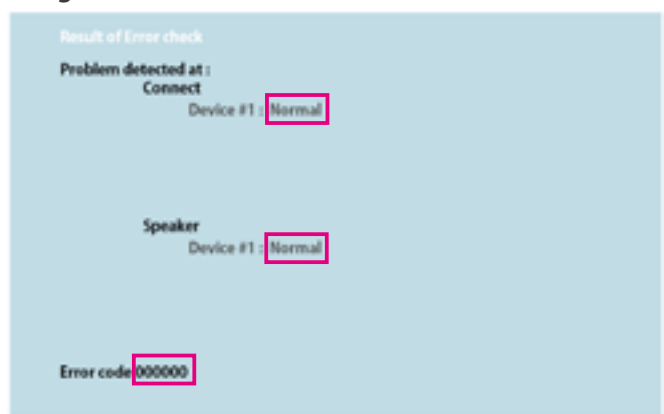 Result of Error check
Problem detected at :
Connect
Device #1 : Normal
Speaker
Device #1 : Normal
Error code 000000